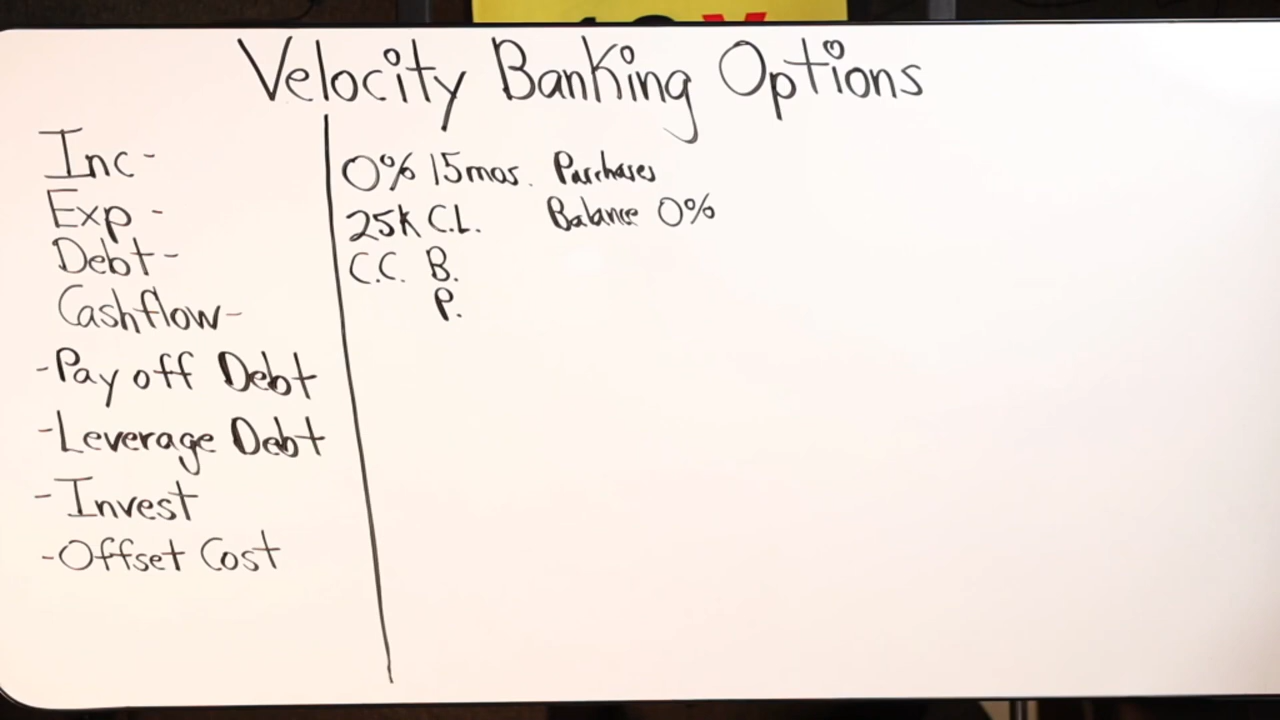 Velocity Banking Options
Inc-
Exp-
Debt-
Cashflow-
-Pay off Debt
-Leverage Debt
-Invest
-Offset Cost
0% 15mos. Purchases
25K C.L. Balance 0%
C.C. B.
P.